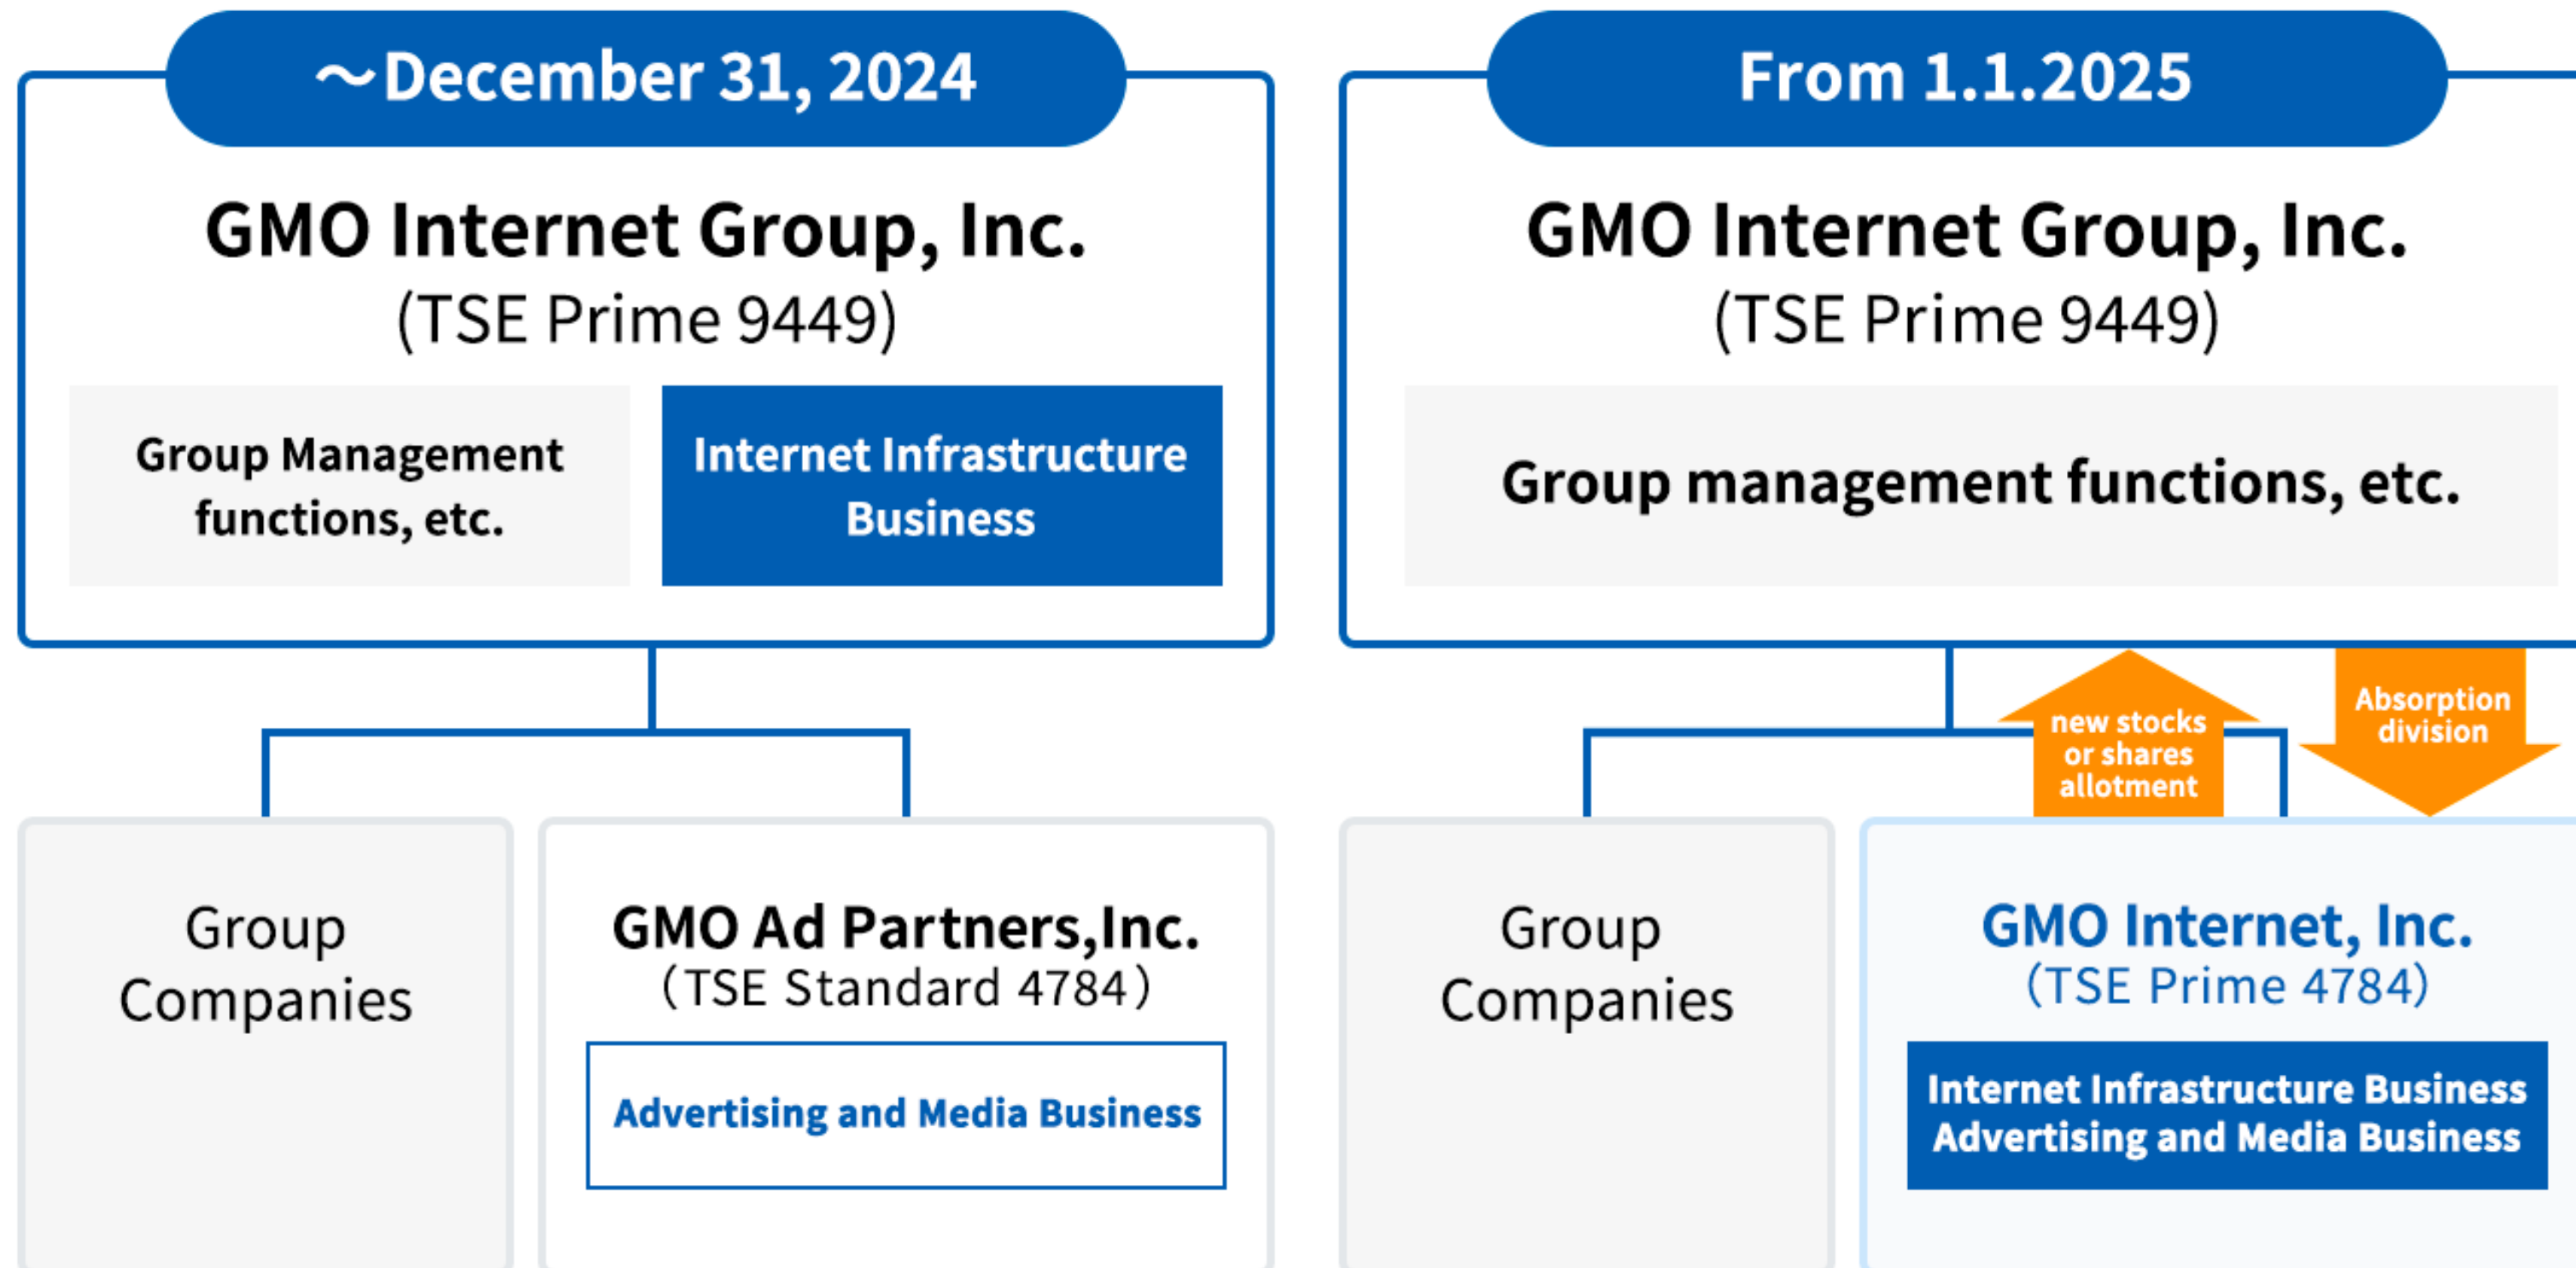 ～December 31, 2024
GMO Internet Group, Inc.
(TSE Prime 9449)
Group Management
functions, etc.
Internet Infrastructure
Business
Group
Companies
GMO Ad Partners,Inc.
（TSE Standard 4784）
Advertising and Media Business
From 1.1.2025
GMO Internet Group, Inc.
(TSE Prime 9449)
Group management functions, etc.
new stocks
or shares
allotment
Absorption
division
Group
Companies
GMO Internet, Inc.
（TSE Prime 4784）
Internet Infrastructure Business
Advertising and Media Business